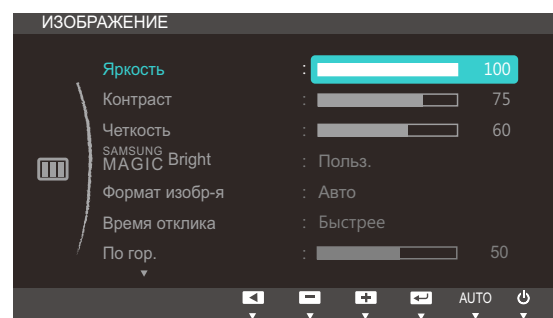 ИЗОБРАЖЕНИЕ
Яркость : 100
Контраст : 75
Четкость : 60
SAMSUNG MAGIC Bright : Польз.
Формат изобр-я : Авто
Время отклика : Быстрее
По гор. : 50
AUTO